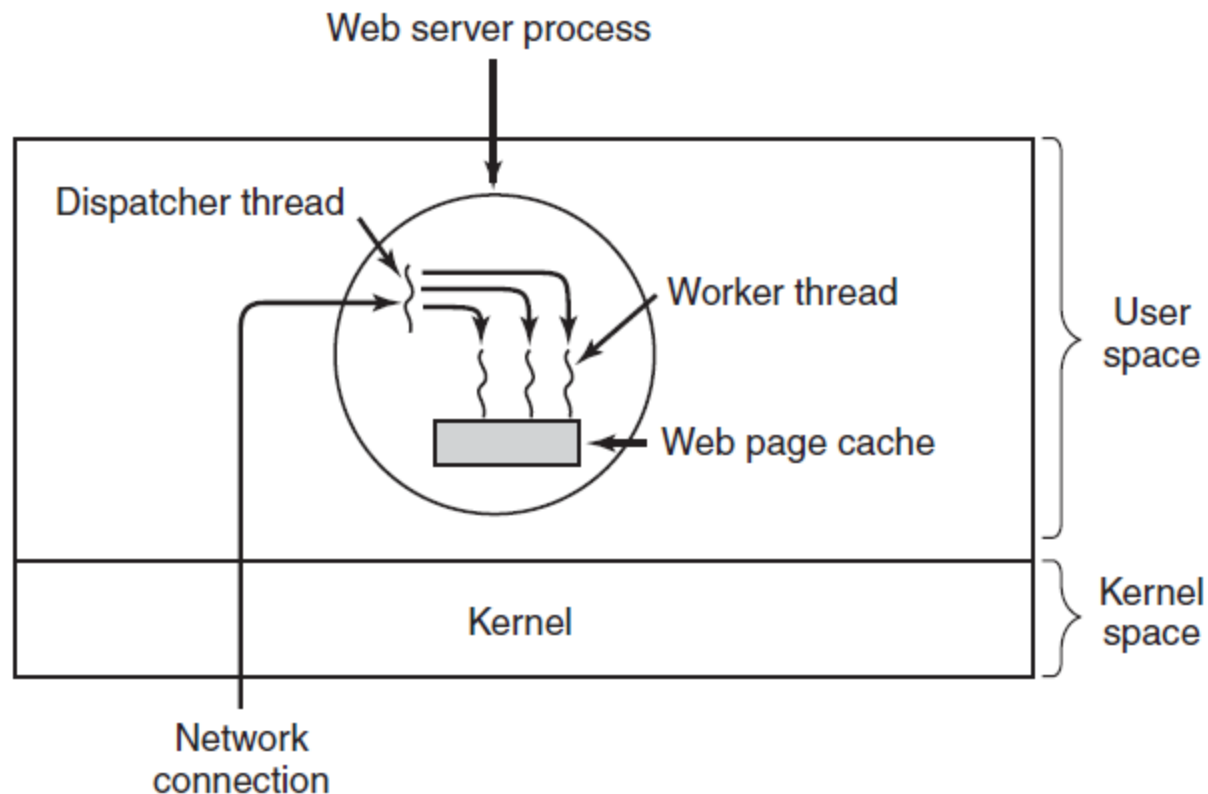 Web server process
Dispatcher thread
Worker thread
User
space
Web page cache
Kernel
Kernel
space
Network
connection